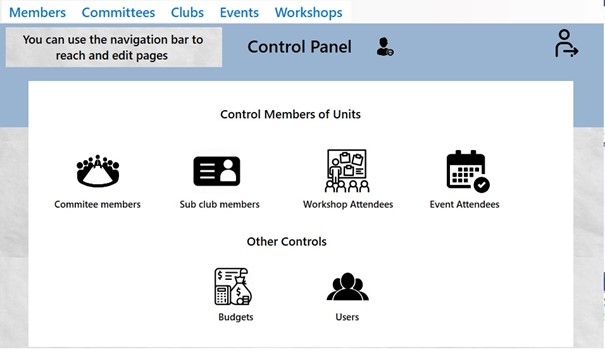 Members Committees Clubs Events Workshops
You can use the navigation bar to
reach and edit pages
Control Panel
Control Members of Units
Commitee members Sub club members Workshop Attendees Event Attendees
Other Controls
Budgets Users